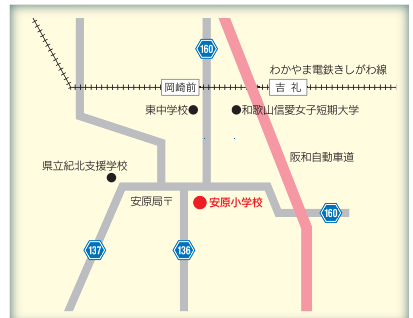 160
わかやま電鉄きしがわ線
岡崎前
吉礼
東中学校
和歌山信愛女子短期大学
阪和自動車道
県立紀北支援学校
安原局〒
安原小学校
160
137
136